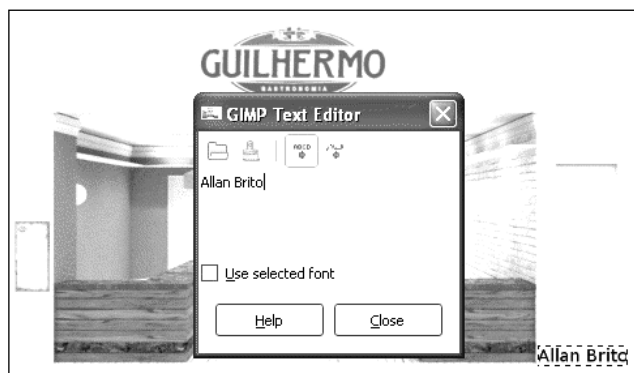 GUILHERMO
GASTRONOMIA
GIMP Text Editor
Allan Brito
Use selected font
Help
Close
Allan Brito